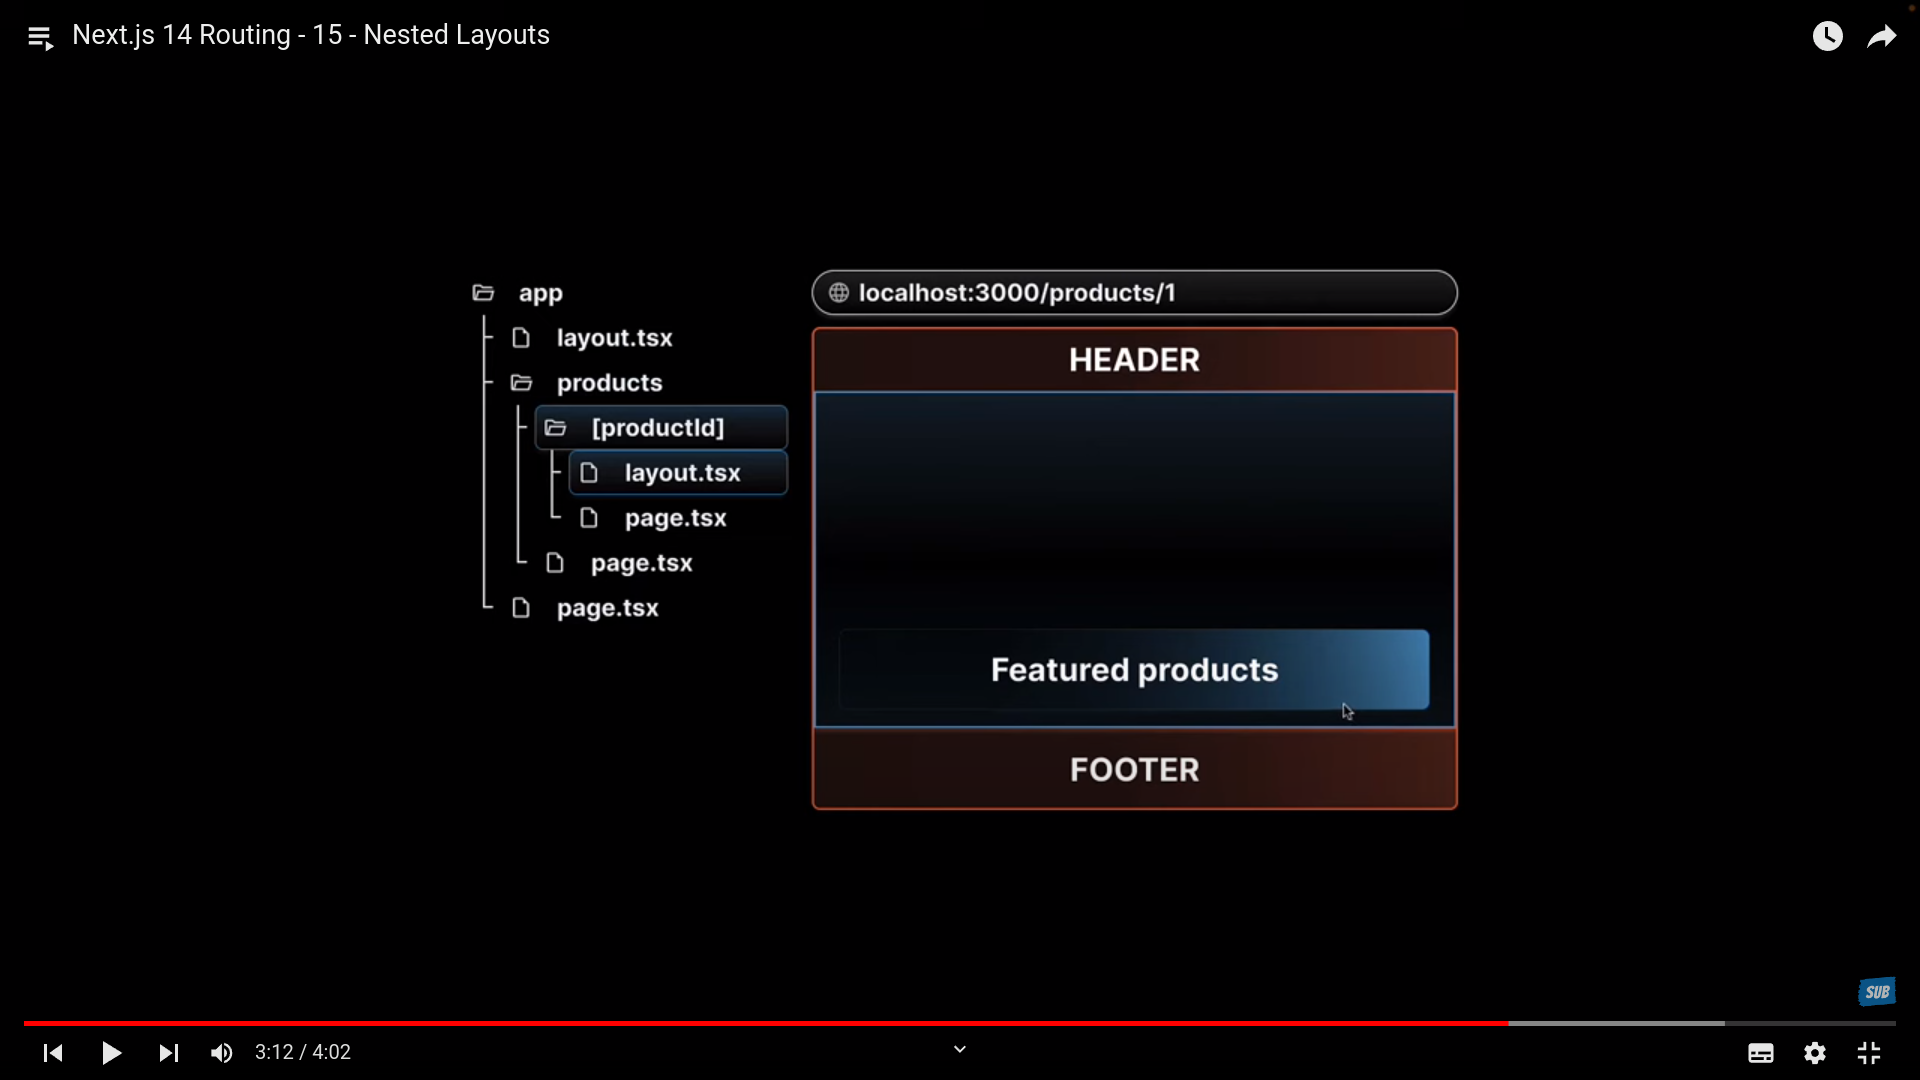 Next.js 14 Routing - 15 - Nested Layouts
app
layout.tsx
products
[productId]
layout.tsx
page.tsx
page.tsx
page.tsx
localhost:3000/products/1
HEADER
Featured products
FOOTER
SUB
3:12 / 4:02